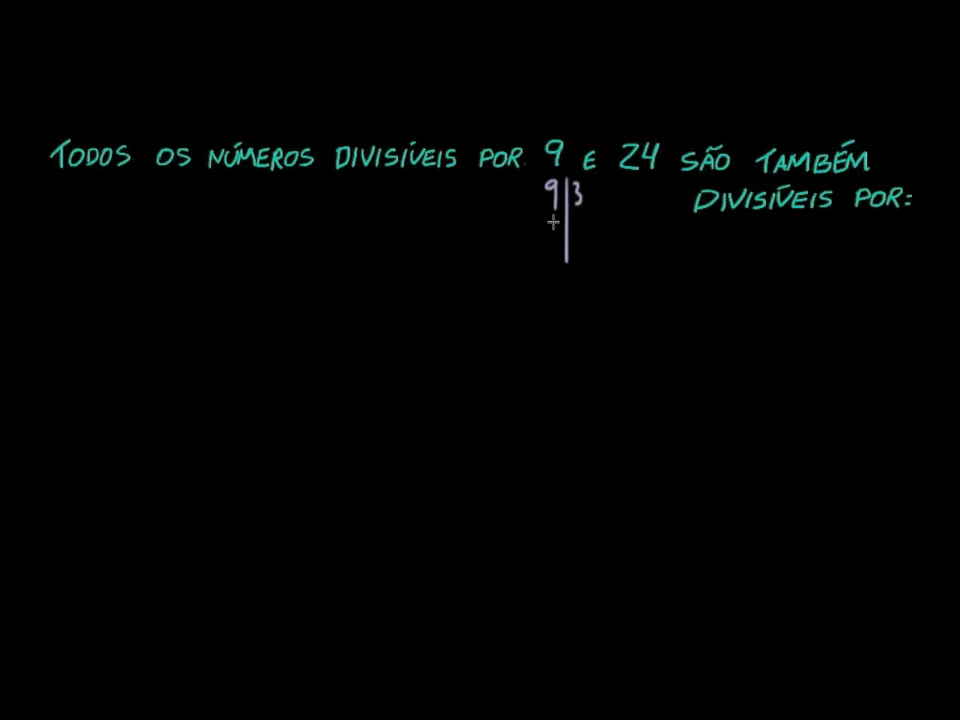 TODOS OS NÚMEROS DIVISÍVEIS POR 9 E 24 SÃO TAMBÉM
DIVISÍVEIS POR:
9|3